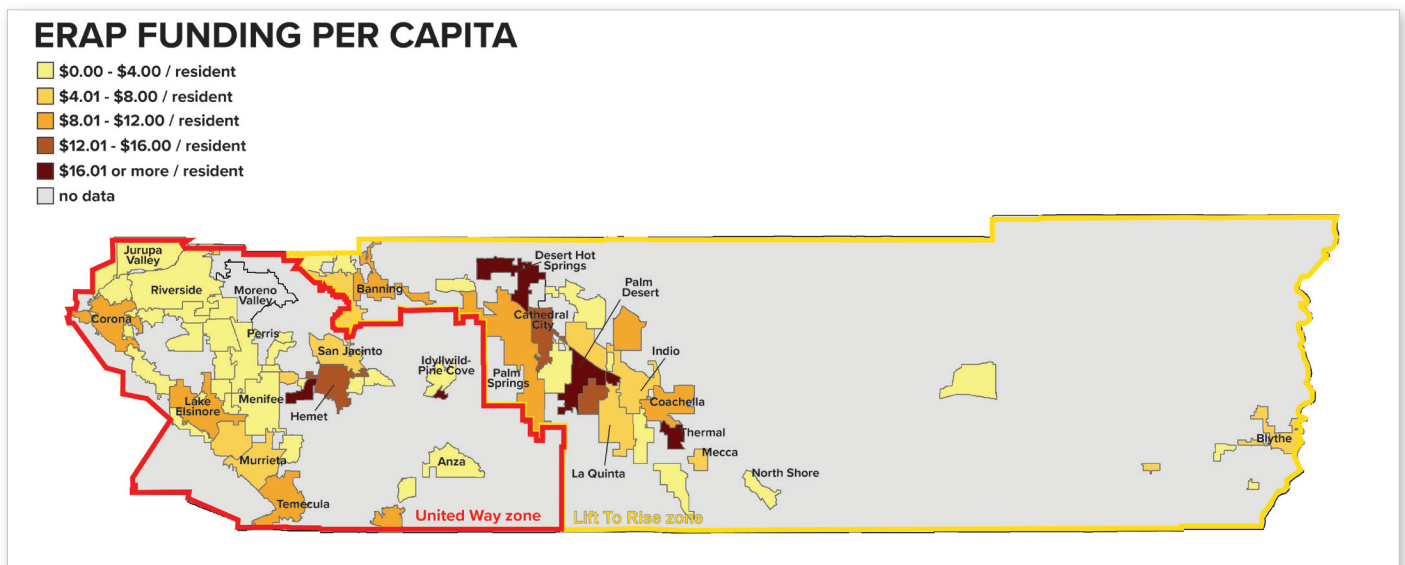 ERAP FUNDING PER CAPITA
$0.00 - $4.00 / resident
$4.01 - $8.00 / resident
$8.01 - $12.00 / resident
$12.01 - $16.00 / resident
$16.01 or more / resident
no data
Jurupa
Valley
Riverside
Moreno
Valley
Corona
Perris
Banning
San Jacinto
Idyllwild-
Pine Cove
Lake
Elsinore
Menifee
Hemet
Murrieta
Temecula
Anza
United Way zone
Desert Hot
Springs
Palm
Desert
Cathedral
City
Palm
Springs
Indio
Coachella
Thermal
Mecca
La Quinta
North Shore
Blythe
Lift To Rise zone